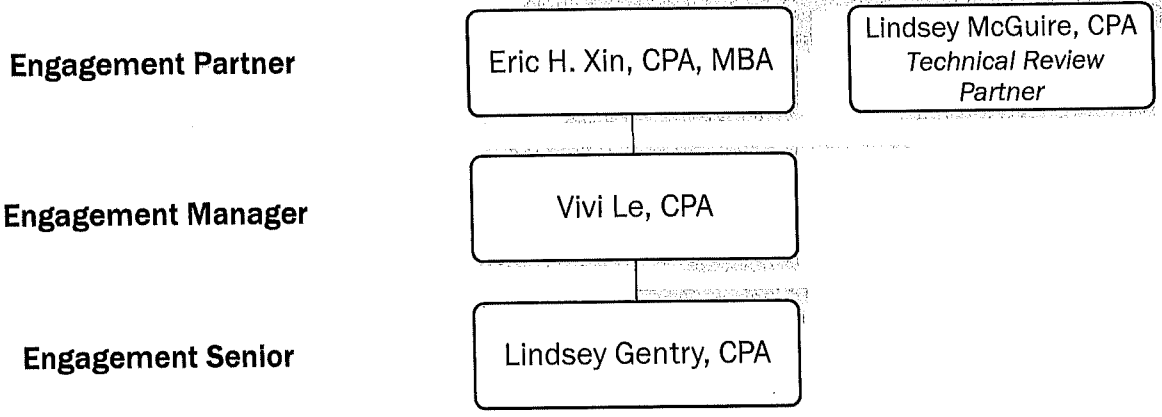 Engagement Partner
Eric H. Xin, CPA, MBA
Lindsey McGuire, CPA
Technical Review
Partner
Engagement Manager
Vivi Le, CPA
Engagement Senior
Lindsey Gentry, CPA